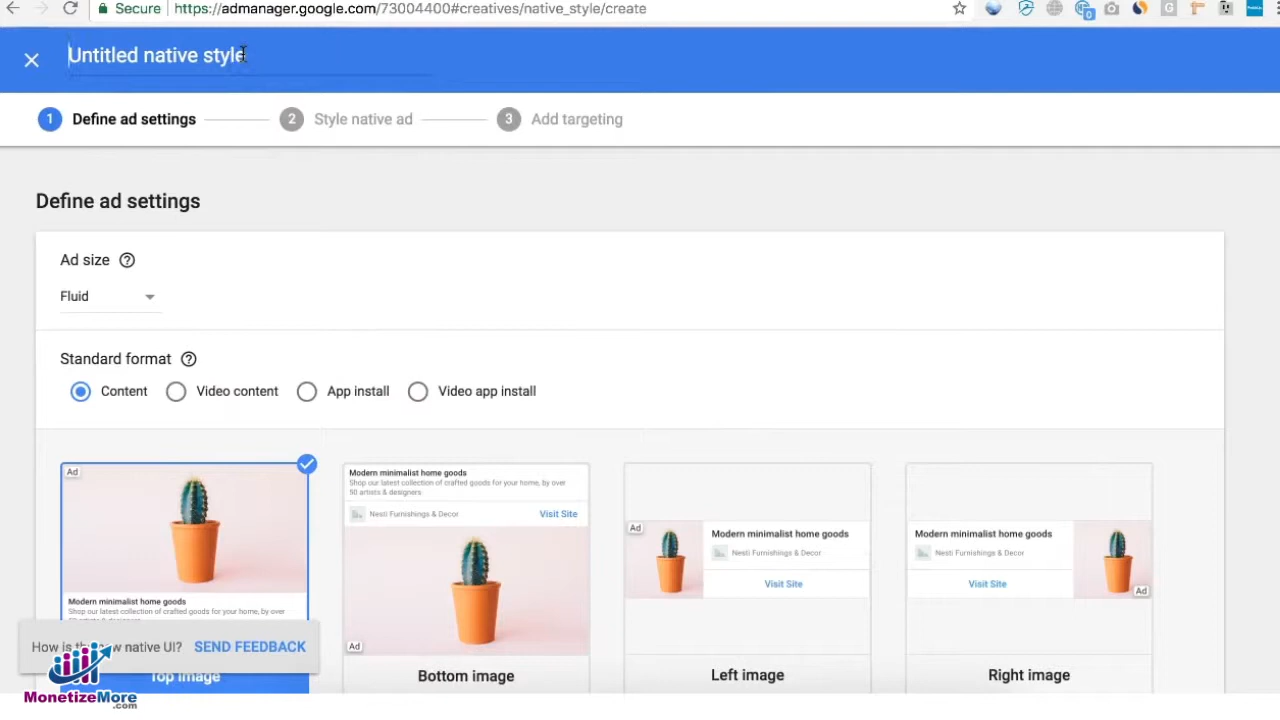 Secure
https://admanager.google.com/73004400#creatives/native_style/create
0
G
Untitled native style
1 Define ad settings
2 Style native ad
3 Add targeting
Define ad settings
Ad size ?
Fluid
Standard format ?
Content
Video content
App install
Video app install
Ad
Modern minimalist home goods
Shop our latest collection of crafted goods for your home, by over
Top image
Modern minimalist home goods
Shop our latest collection of crafted goods for your home, by over
50 artists & designers
Nesti Furnishings & Decor
Visit Site
Ad
Bottom image
Ad
Modern minimalist home goods
Nesti Furnishings & Decor
Visit Site
Left image
Modern minimalist home goods
Nesti Furnishings & Decor
Visit Site
Ad
Right image
How is th w native UI? SEND FEEDBACK
MonetizeMore
.com